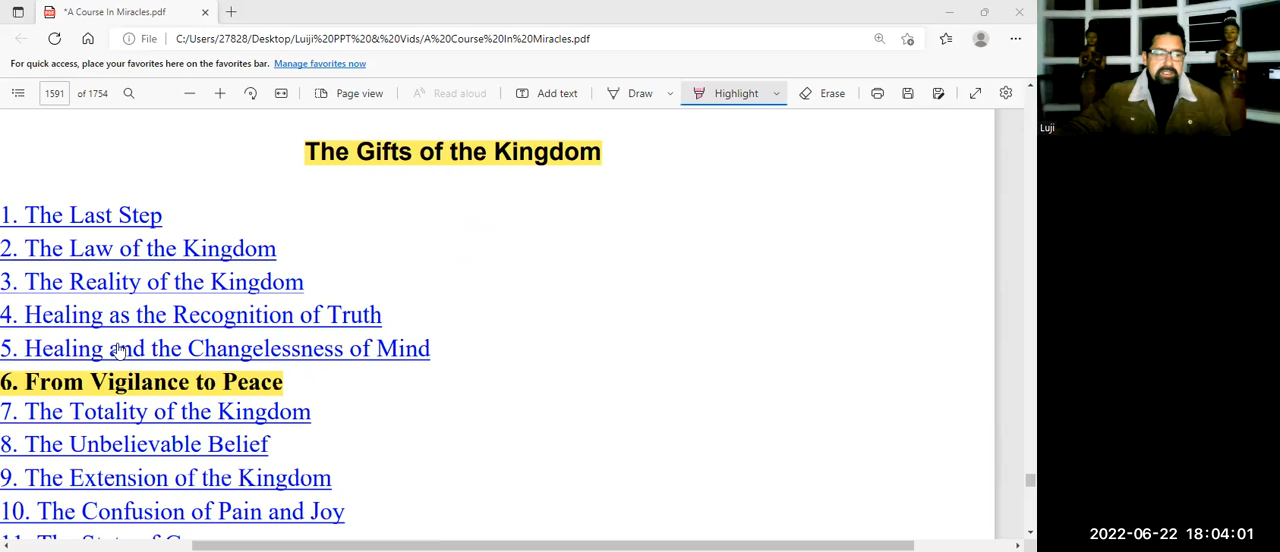 *A Course In Miracles.pdf
File
C:/Users/27828/Desktop/Luiji%20PPT%20&%20Vids/A%20Course%20In%20Miracles.pdf
For quick access, place your favorites here on the favorites bar. Manage favorites now
1591 of 1754
Page view
Read aloud
Add text
Draw
Highlight
Erase
Luji
The Gifts of the Kingdom
1. The Last Step
2. The Law of the Kingdom
3. The Reality of the Kingdom
4. Healing as the Recognition of Truth
5. Healing and the Changelessness of Mind
6. From Vigilance to Peace
7. The Totality of the Kingdom
8. The Unbelievable Belief
9. The Extension of the Kingdom
10. The Confusion of Pain and Joy
11. The State of
2022-06-22 18:04:01